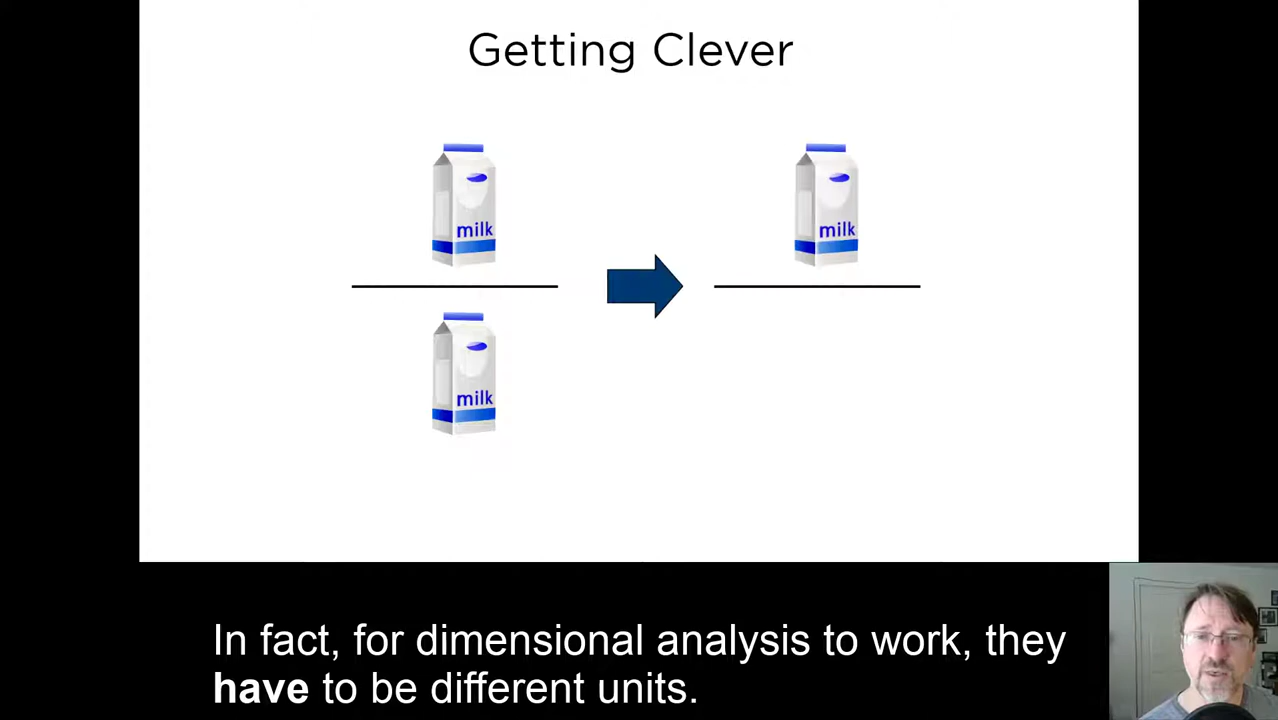 Getting Clever
milk
milk
milk
In fact, for dimensional analysis to work, they
have to be different units.